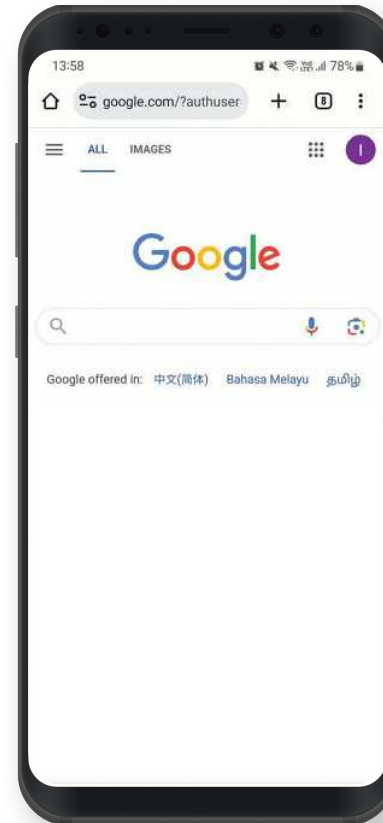 13:58 78%
google.com/?authuser 8
ALL IMAGES I
Google
Google offered in: 中文(简体) Bahasa Melayu தமிழ்